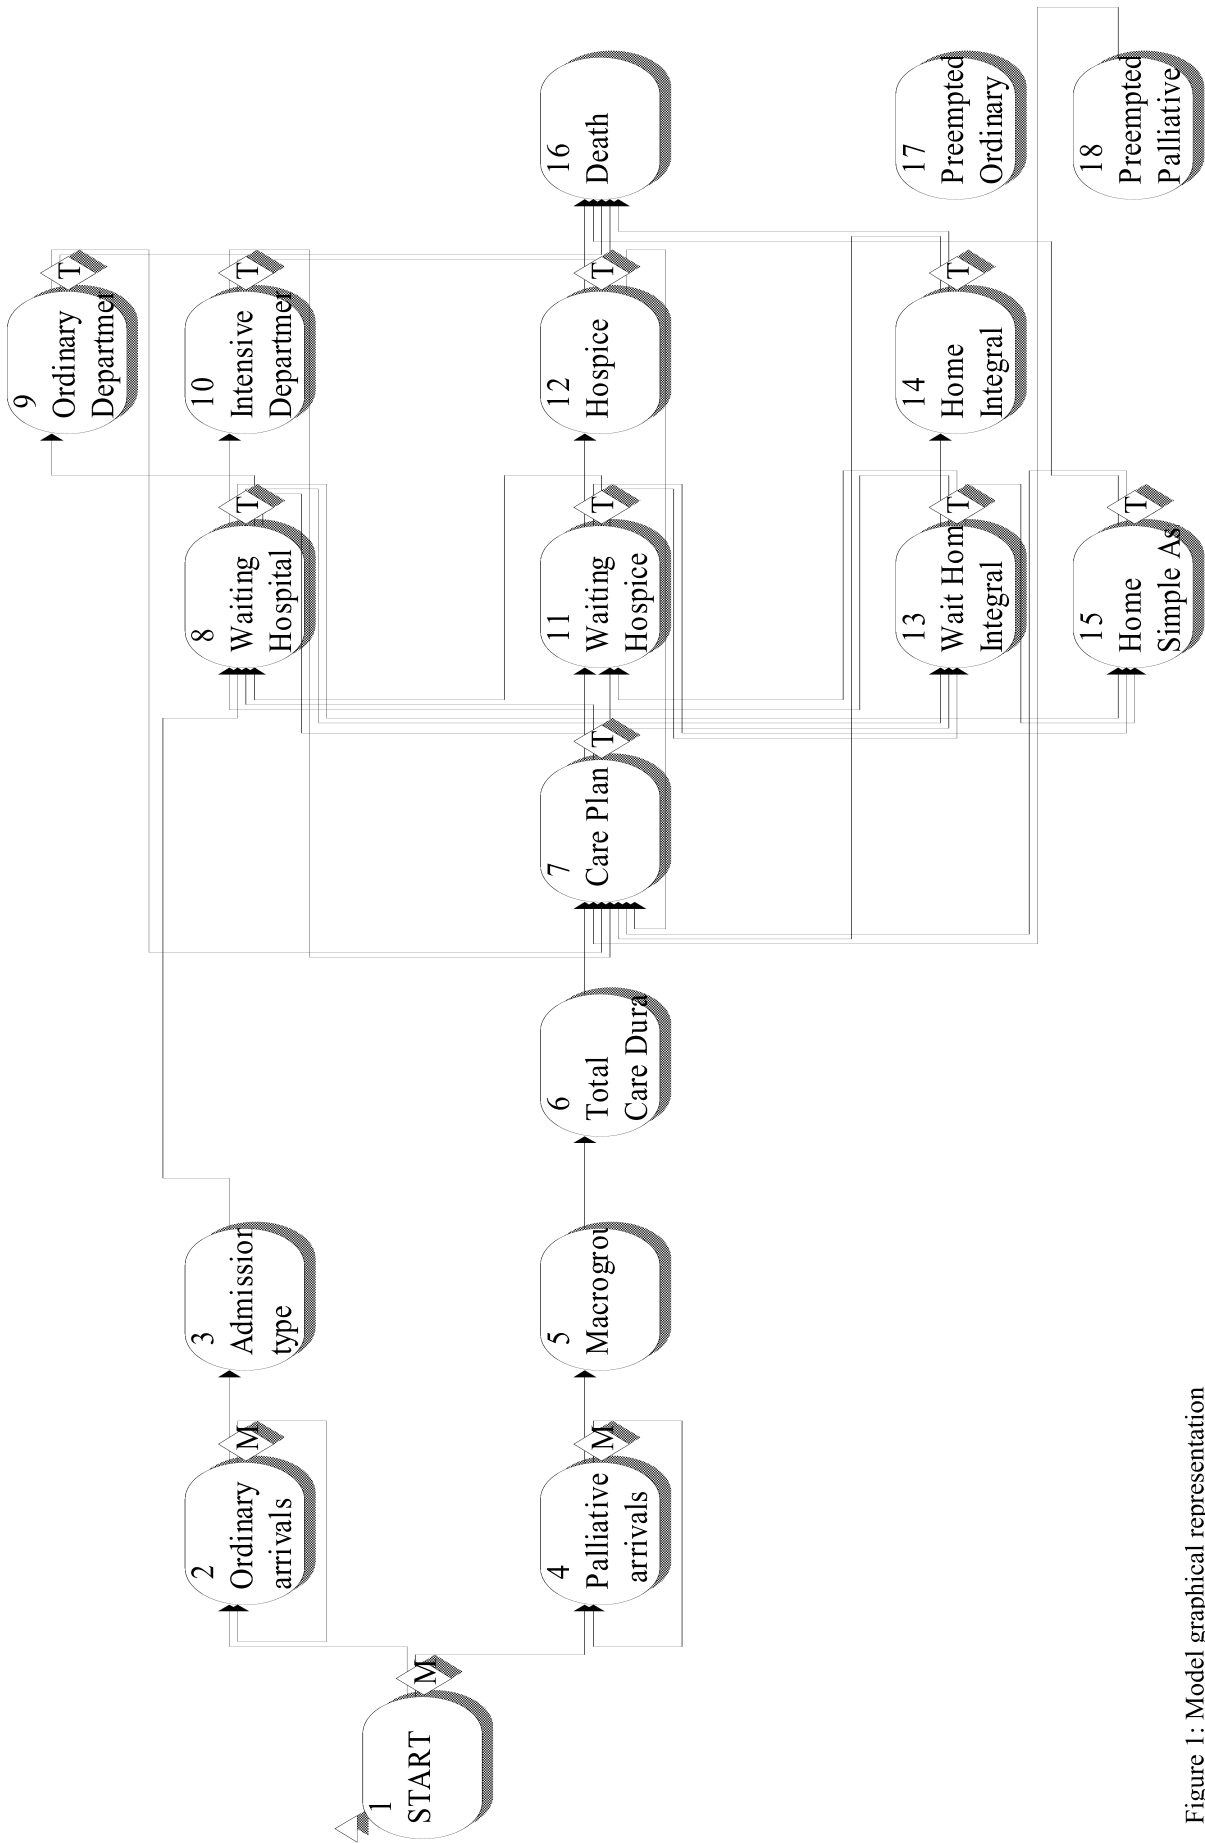 1
START
M
2
Ordinary
arrivals
M
3
Admission
type
4
Palliative
arrivals
M
5
Macrogrou
6
Total
Care Dura
7
Care Plan
T
8
Waiting
Hospital
T
9
Ordinary
Departmen
T
10
Intensive
Departmen
T
11
Waiting
Hospice
T
12
Hospice
T
13
Wait Hom
Integral
T
14
Home
Integral
T
15
Home
Simple As
T
16
Death
17
Preempted
Ordinary
18
Preempted
Palliative
Figure 1: Model graphical representation